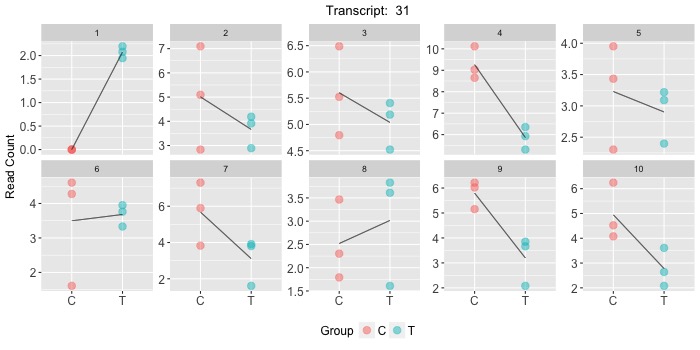 Transcript: 31
Read Count
1 2 3 4 5
2.0 1.5 1.0 0.5 0.0
7 6 5 4 3
6.5 6.0 5.5 5.0 4.5
10 9 8 7 6
4.0 3.5 3.0 2.5
6 7 8 9 10
4 3 2
6 4 2
3.5 3.0 2.5 2.0 1.5
6 5 4 3 2
6 5 4 3 2
C T C T C T C T C T
Group C T